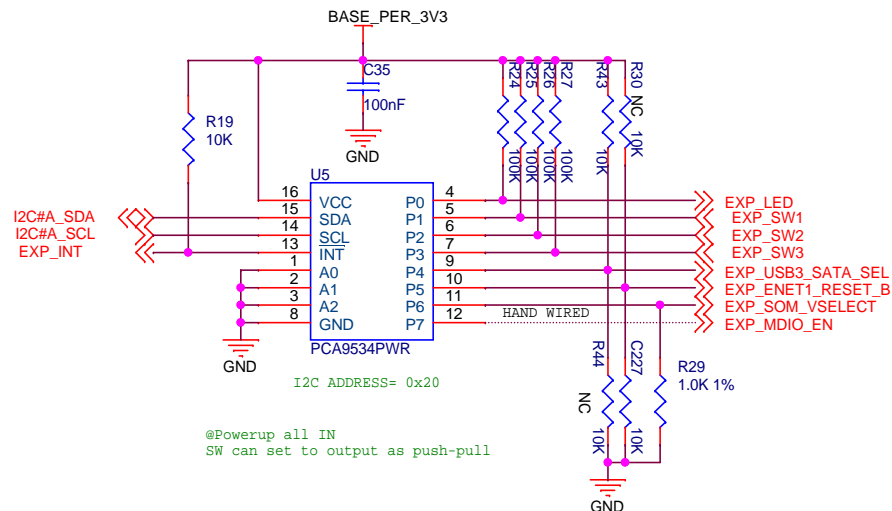 BASE_PER_3V3
C35
100nF
GND
R19
10K
R24
R25
R26
R27
R43
R30
NC
100K
100K
100K
100K
10K
10K
U5
I2C#A_SDA
I2C#A_SCL
EXP_INT
16
15
14
13
1
2
3
8
VCC
SDA
SCL
INT
A0
A1
A2
GND
P0
P1
P2
P3
P4
P5
P6
P7
4
5
6
7
9
10
11
12
HAND WIRED
EXP_LED
EXP_SW1
EXP_SW2
EXP_SW3
EXP_USB3_SATA_SEL
EXP_ENET1_RESET_B
EXP_SOM_VSELECT
EXP_MDIO_EN
PCA9534PWR
GND
I2C ADDRESS= 0x20
R44
NC
10K
C227
10K
R29
1.0K 1%
@Powerup all IN
SW can set to output as push-pull
GND